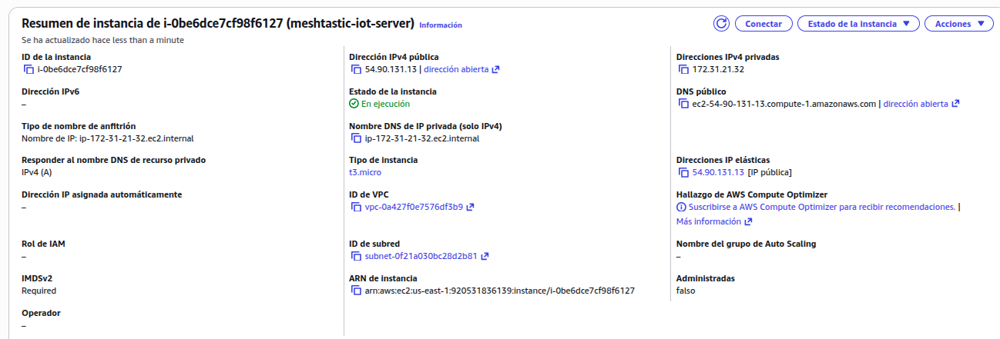 Resumen de instancia de i-0be6dce7cf98f6127 (meshtastic-iot-server) Información
Conectar
Estado de la instancia
Acciones
Se ha actualizado hace less than a minute
ID de la instancia
i-0be6dce7cf98f6127
Dirección IPv4 pública
54.90.131.13 | dirección abierta
Direcciones IPv4 privadas
172.31.21.32
Dirección IPv6
–
Estado de la instancia
En ejecución
DNS público
ec2-54-90-131-13.compute-1.amazonaws.com | dirección abierta
Tipo de nombre de anfitrión
Nombre de IP: ip-172-31-21-32.ec2.internal
Nombre DNS de IP privada (solo IPv4)
ip-172-31-21-32.ec2.internal
Responder al nombre DNS de recurso privado
IPv4 (A)
Tipo de instancia
t3.micro
Direcciones IP elásticas
54.90.131.13 [IP pública]
Dirección IP asignada automáticamente
–
ID de VPC
vpc-0a427f0e7576df3b9
Hallazgo de AWS Compute Optimizer
Suscribirse a AWS Compute Optimizer para recibir recomendaciones. |
Más información
Rol de IAM
–
ID de subred
subnet-0f21a030bc28d2b81
Nombre del grupo de Auto Scaling
–
IMDSv2
Required
ARN de instancia
arn:aws:ec2:us-east-1:920531836139:instance/i-0be6dce7cf98f6127
Administradas
falso
Operador
–